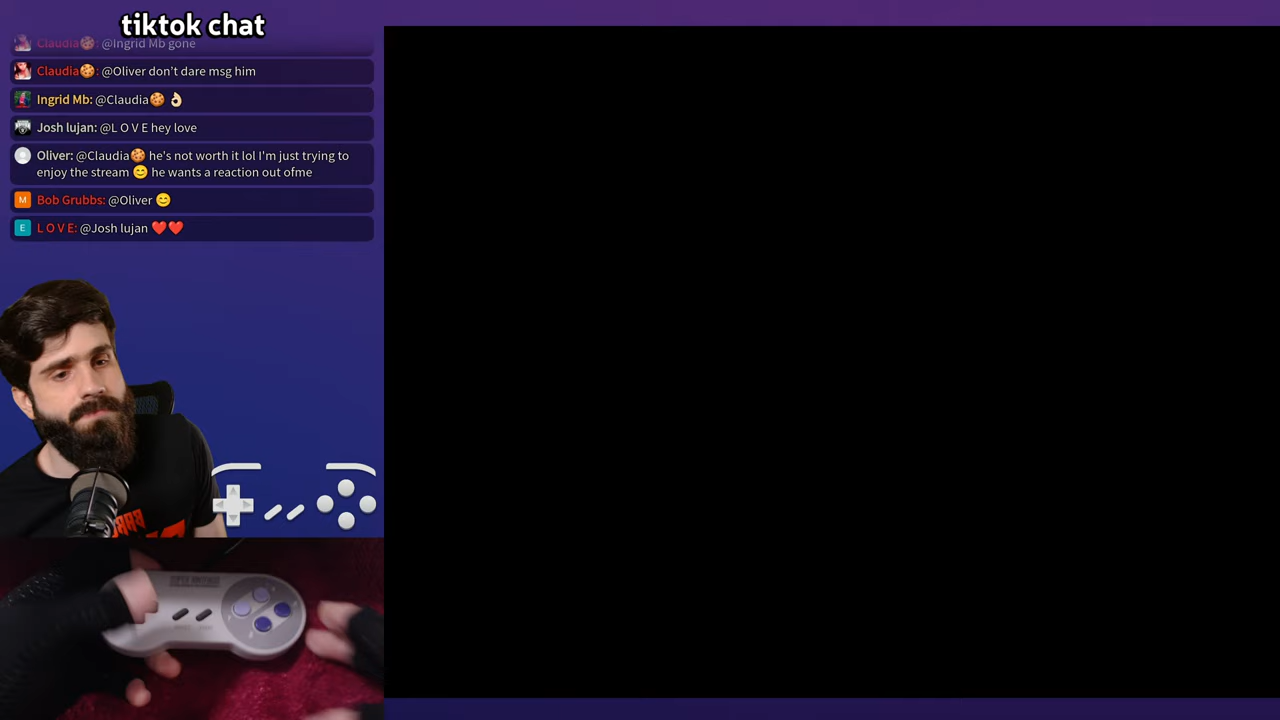 tiktok chat
Claudia🍪: @Ingrid Mb gone
Claudia🍪: @Oliver don't dare msg him
Ingrid Mb: @Claudia🍪 👌🏻
Josh lujan: @L O V E hey love
Oliver: @Claudia🍪 he's not worth it lol I'm just trying to
enjoy the stream 😊 he wants a reaction out ofme
M
Bob Grubbs: @Oliver 😊
E
L O V E: @Josh lujan ❤️❤️